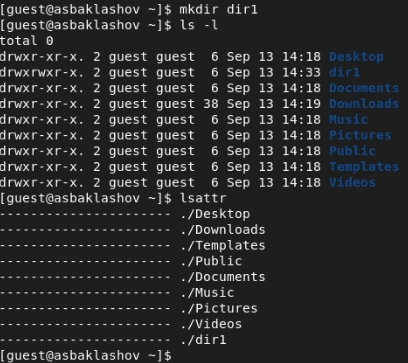 [guest@asbaklashov ~]$ mkdir dir1
[guest@asbaklashov ~]$ ls -l
total 0
drwxr-xr-x. 2 guest guest  6 Sep 13 14:18 Desktop
drwxrwxr-x. 2 guest guest  6 Sep 13 14:33 dir1
drwxr-xr-x. 2 guest guest  6 Sep 13 14:18 Documents
drwxr-xr-x. 2 guest guest 38 Sep 13 14:19 Downloads
drwxr-xr-x. 2 guest guest  6 Sep 13 14:18 Music
drwxr-xr-x. 2 guest guest  6 Sep 13 14:18 Pictures
drwxr-xr-x. 2 guest guest  6 Sep 13 14:18 Public
drwxr-xr-x. 2 guest guest  6 Sep 13 14:18 Templates
drwxr-xr-x. 2 guest guest  6 Sep 13 14:18 Videos
[guest@asbaklashov ~]$ lsattr
---------------------- ./Desktop
---------------------- ./Downloads
---------------------- ./Templates
---------------------- ./Public
---------------------- ./Documents
---------------------- ./Music
---------------------- ./Pictures
---------------------- ./Videos
---------------------- ./dir1
[guest@asbaklashov ~]$